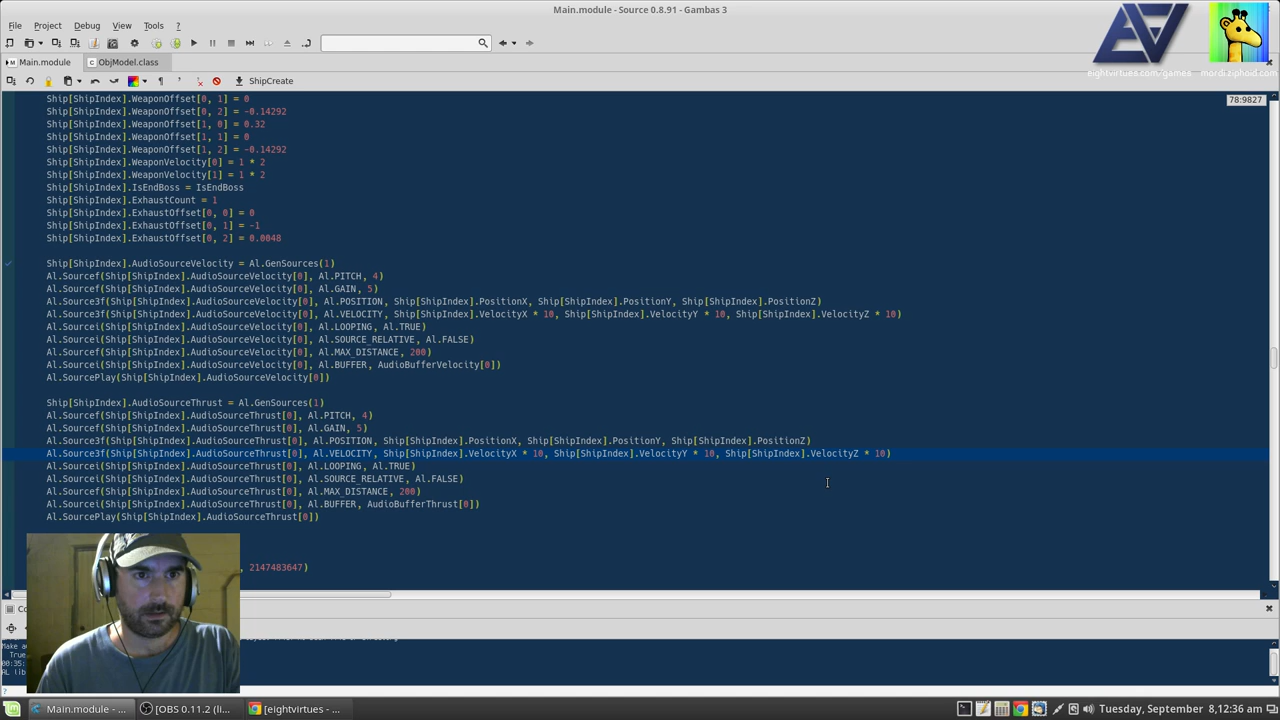 Main.module - Source 0.8.91 - Gambas 3
File Project Debug View Tools ?
Main.module ObjModel.class
eightvirtues.com/games mordi.ziphoid.com
ShipCreate
78:9827
Ship[ShipIndex].WeaponOffset[0, 1] = 0
Ship[ShipIndex].WeaponOffset[0, 2] = -0.14292
Ship[ShipIndex].WeaponOffset[1, 0] = 0.32
Ship[ShipIndex].WeaponOffset[1, 1] = 0
Ship[ShipIndex].WeaponOffset[1, 2] = -0.14292
Ship[ShipIndex].WeaponVelocity[0] = 1 * 2
Ship[ShipIndex].WeaponVelocity[1] = 1 * 2
Ship[ShipIndex].IsEndBoss = IsEndBoss
Ship[ShipIndex].ExhaustCount = 1
Ship[ShipIndex].ExhaustOffset[0, 0] = 0
Ship[ShipIndex].ExhaustOffset[0, 1] = -1
Ship[ShipIndex].ExhaustOffset[0, 2] = 0.0048
Ship[ShipIndex].AudioSourceVelocity = Al.GenSources(1)
Al.Sourcef(Ship[ShipIndex].AudioSourceVelocity[0], Al.PITCH, 4)
Al.Sourcef(Ship[ShipIndex].AudioSourceVelocity[0], Al.GAIN, 5)
Al.Source3f(Ship[ShipIndex].AudioSourceVelocity[0], Al.POSITION, Ship[ShipIndex].PositionX, Ship[ShipIndex].PositionY, Ship[ShipIndex].PositionZ)
Al.Source3f(Ship[ShipIndex].AudioSourceVelocity[0], Al.VELOCITY, Ship[ShipIndex].VelocityX * 10, Ship[ShipIndex].VelocityY * 10, Ship[ShipIndex].VelocityZ * 10)
Al.Sourcei(Ship[ShipIndex].AudioSourceVelocity[0], Al.LOOPING, Al.TRUE)
Al.Sourcei(Ship[ShipIndex].AudioSourceVelocity[0], Al.SOURCE_RELATIVE, Al.FALSE)
Al.Sourcei(Ship[ShipIndex].AudioSourceVelocity[0], Al.MAX_DISTANCE, 200)
Al.Sourcei(Ship[ShipIndex].AudioSourceVelocity[0], Al.BUFFER, AudioBufferVelocity[0])
Al.SourcePlay(Ship[ShipIndex].AudioSourceVelocity[0])
Ship[ShipIndex].AudioSourceThrust = Al.GenSources(1)
Al.Sourcef(Ship[ShipIndex].AudioSourceThrust[0], Al.PITCH, 4)
Al.Sourcef(Ship[ShipIndex].AudioSourceThrust[0], Al.GAIN, 5)
Al.Source3f(Ship[ShipIndex].AudioSourceThrust[0], Al.POSITION, Ship[ShipIndex].PositionX, Ship[ShipIndex].PositionY, Ship[ShipIndex].PositionZ)
Al.Source3f(Ship[ShipIndex].AudioSourceThrust[0], Al.VELOCITY, Ship[ShipIndex].VelocityX * 10, Ship[ShipIndex].VelocityY * 10, Ship[ShipIndex].VelocityZ * 10)
Al.Sourcei(Ship[ShipIndex].AudioSourceThrust[0], Al.LOOPING, Al.TRUE)
Al.Sourcei(Ship[ShipIndex].AudioSourceThrust[0], Al.SOURCE_RELATIVE, Al.FALSE)
Al.Sourcei(Ship[ShipIndex].AudioSourceThrust[0], Al.MAX_DISTANCE, 200)
Al.Sourcei(Ship[ShipIndex].AudioSourceThrust[0], Al.BUFFER, AudioBufferThrust[0])
Al.SourcePlay(Ship[ShipIndex].AudioSourceThrust[0])
, 2147483647)
Co
Make a
True
00:35:
AL lib
?
Main.module - ... [OBS 0.11.2 (li... [eightvirtues - ... Tuesday, September 8, 12:36 am